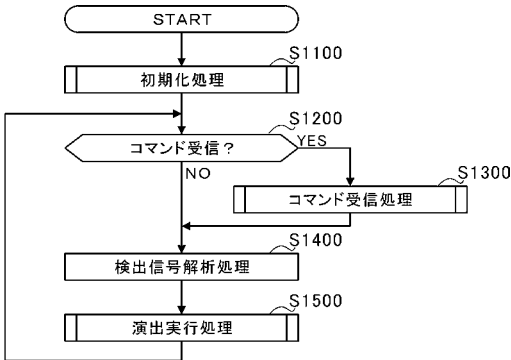 START
S1100
初期化処理
S1200
コマンド受信？
YES
NO
S1300
コマンド受信処理
S1400
検出信号解析処理
S1500
演出実行処理